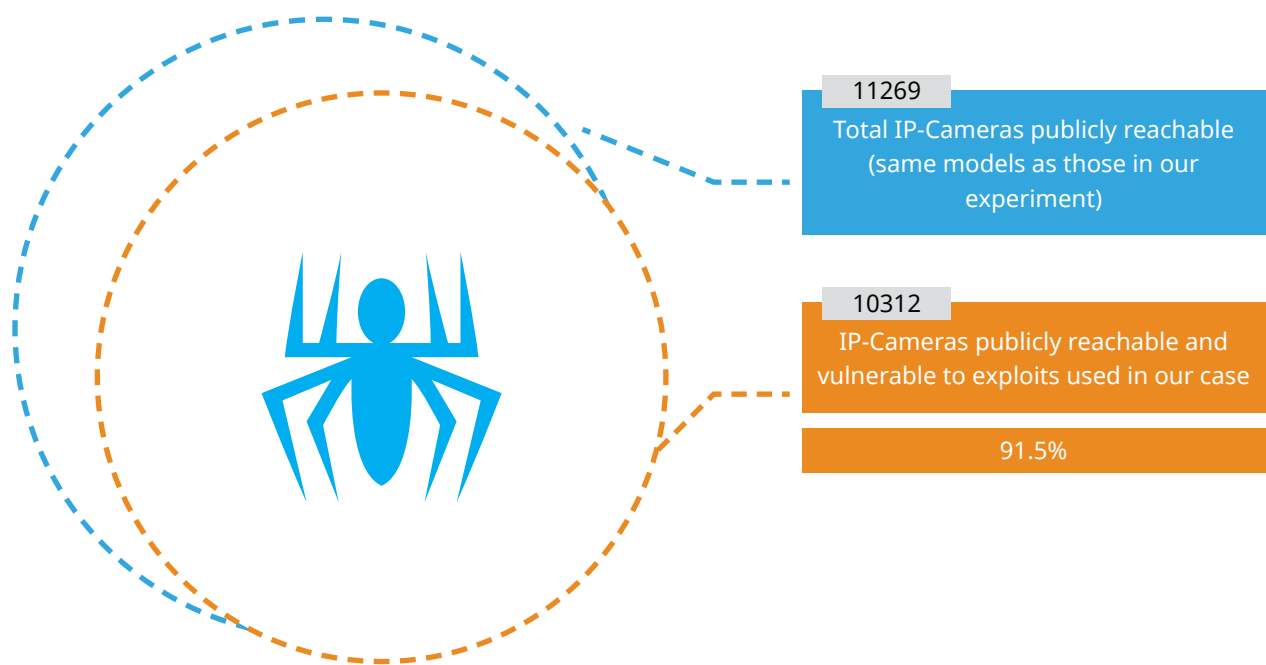 11269
Total IP-Cameras publicly reachable
(same models as those in our
experiment)
10312
IP-Cameras publicly reachable and
vulnerable to exploits used in our case
91.5%